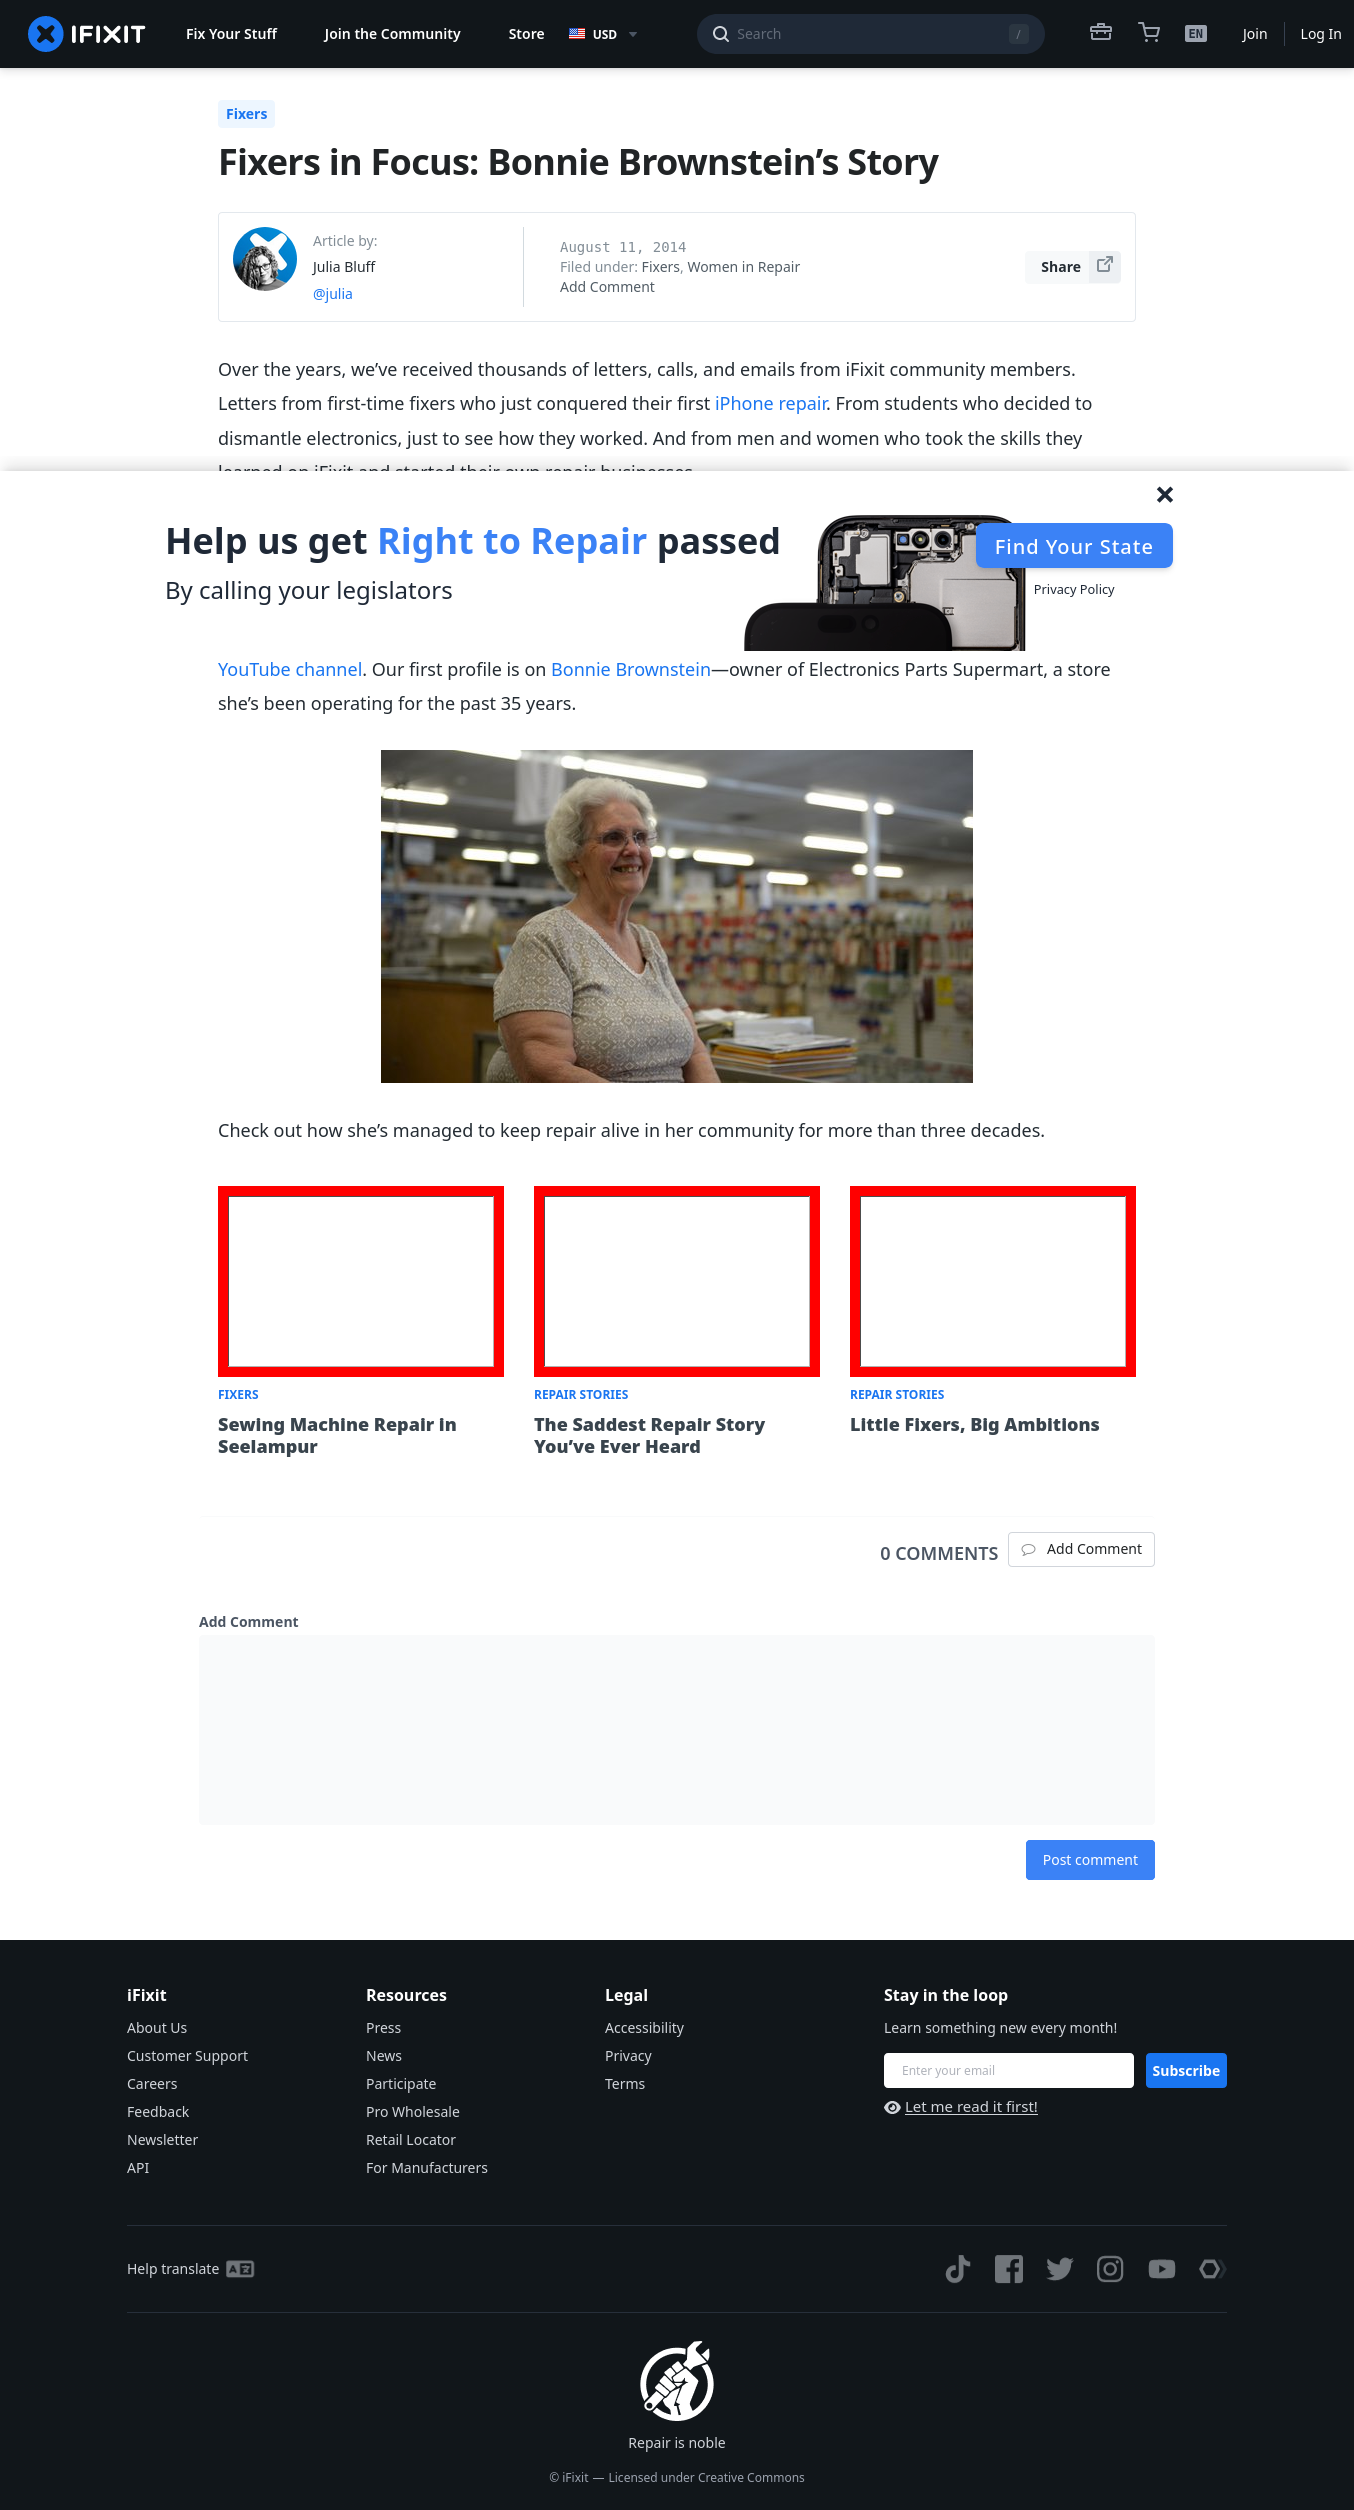 IFIXIT
Fix Your Stuff
Join the Community
Store
USD
Search
/
EN
Join
Log In
Fixers
Fixers in Focus: Bonnie Brownstein’s Story
Article by:
Julia Bluff
@julia
August 11, 2014
Filed under: Fixers, Women in Repair
Add Comment
Share
Over the years, we’ve received thousands of letters, calls, and emails from iFixit community members.
Letters from first-time fixers who just conquered their first iPhone repair. From students who decided to
dismantle electronics, just to see how they worked. And from men and women who took the skills they
learned on iFixit and started their own repair businesses.
Help us get Right to Repair passed
By calling your legislators
Find Your State
Privacy Policy
YouTube channel. Our first profile is on Bonnie Brownstein—owner of Electronics Parts Supermart, a store
she’s been operating for the past 35 years.
Check out how she’s managed to keep repair alive in her community for more than three decades.
FIXERS
Sewing Machine Repair in
Seelampur
REPAIR STORIES
The Saddest Repair Story
You’ve Ever Heard
REPAIR STORIES
Little Fixers, Big Ambitions
0 COMMENTS
Add Comment
Add Comment
Post comment
iFixit
About Us
Customer Support
Careers
Feedback
Newsletter
API
Resources
Press
News
Participate
Pro Wholesale
Retail Locator
For Manufacturers
Legal
Accessibility
Privacy
Terms
Stay in the loop
Learn something new every month!
Enter your email
Subscribe
Let me read it first!
Help translate
Repair is noble
© iFixit — Licensed under Creative Commons